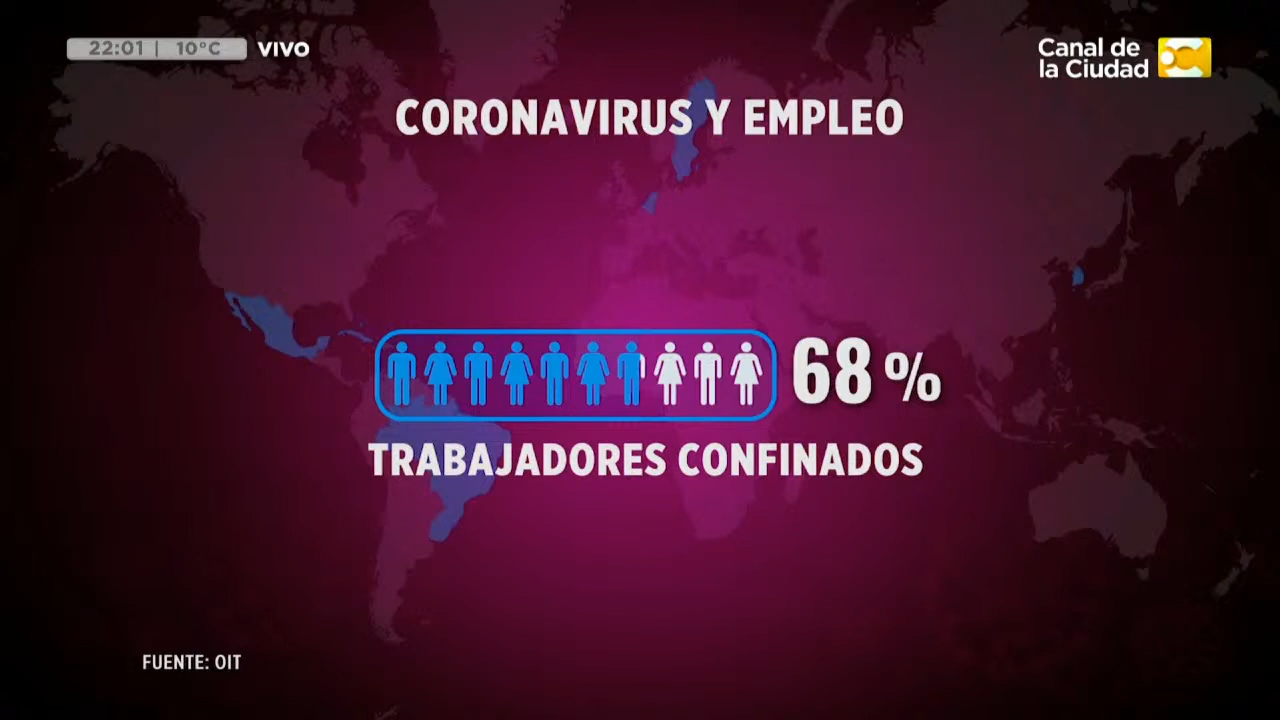 22:01 | 10°C VIVO
Canal de
la Ciudad
CORONAVIRUS Y EMPLEO
68 %
TRABAJADORES CONFINADOS
FUENTE: OIT